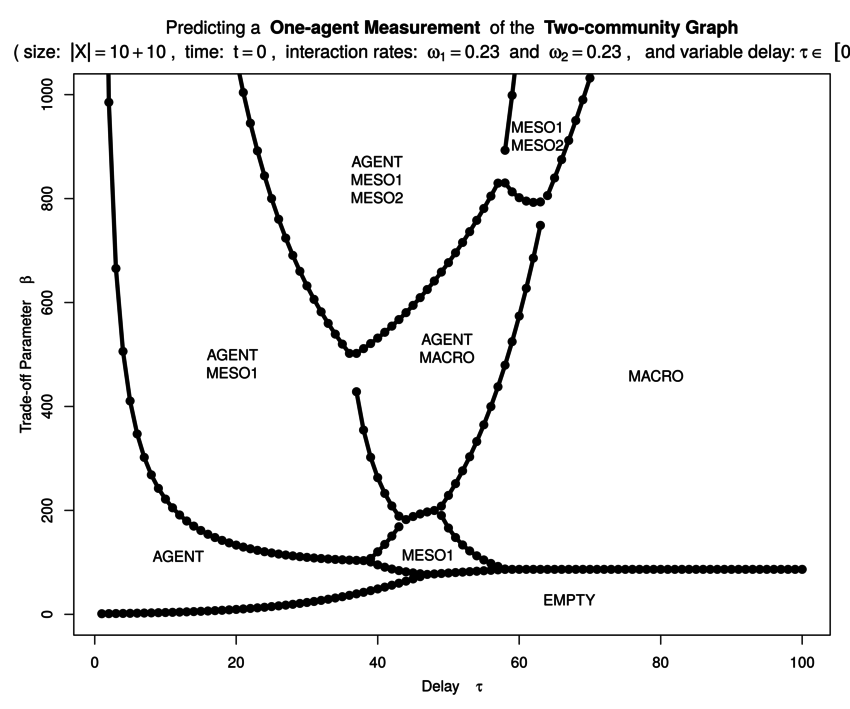 Predicting a One-agent Measurement of the Two-community Graph
( size: |X| = 10 + 10 , time: t = 0 , interaction rates: ω₁ = 0.23 and ω₂ = 0.23 , and variable delay: τ ∈ [0
1000
800
600
400
200
0
Trade-off Parameter β
AGENT
MESO1
MESO2
MESO1
MESO2
AGENT
MESO1
AGENT
MACRO
MACRO
AGENT
MESO1
EMPTY
0 20 40 60 80 100
Delay τ